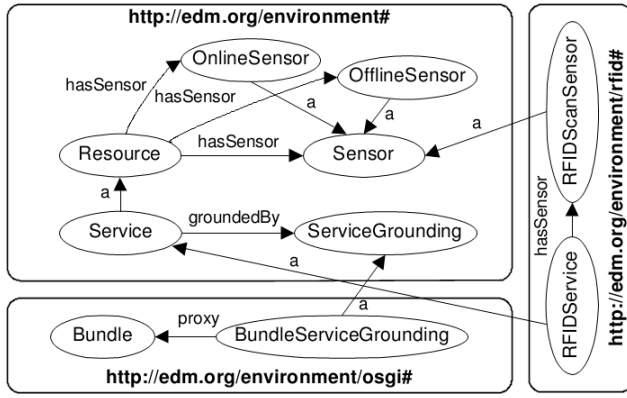 http://edm.org/environment#
OnlineSensor
OfflineSensor
hasSensor
hasSensor
a
a
a
hasSensor
Resource
Sensor
a
groundedBy
Service
ServiceGrounding
a
a
proxy
Bundle
BundleServiceGrounding
http://edm.org/environment/osgi#
RFIDScanSensor
hasSensor
RFIDService
http://edm.org/environment/rfid#